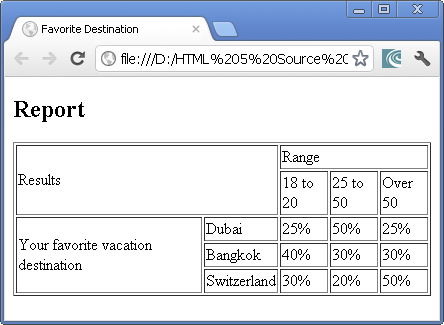 Favorite Destination
file:///D:/HTML%205%20Source%20
Report
Results
Range
18 to
20
25 to
50
Over
50
Your favorite vacation
destination
Dubai
25%
50%
25%
Bangkok
40%
30%
30%
Switzerland
30%
20%
50%